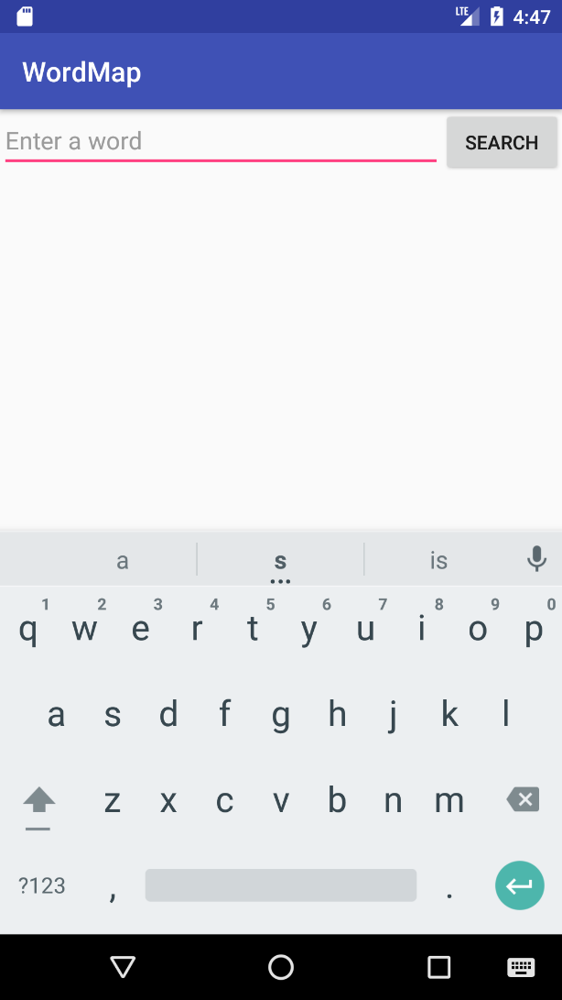 LTE 4:47
WordMap
Enter a word SEARCH
a s is
1 2 3 4 5 6 7 8 9 0
q w e r t y u i o p
a s d f g h j k l
z x c v b n m
?123 , .